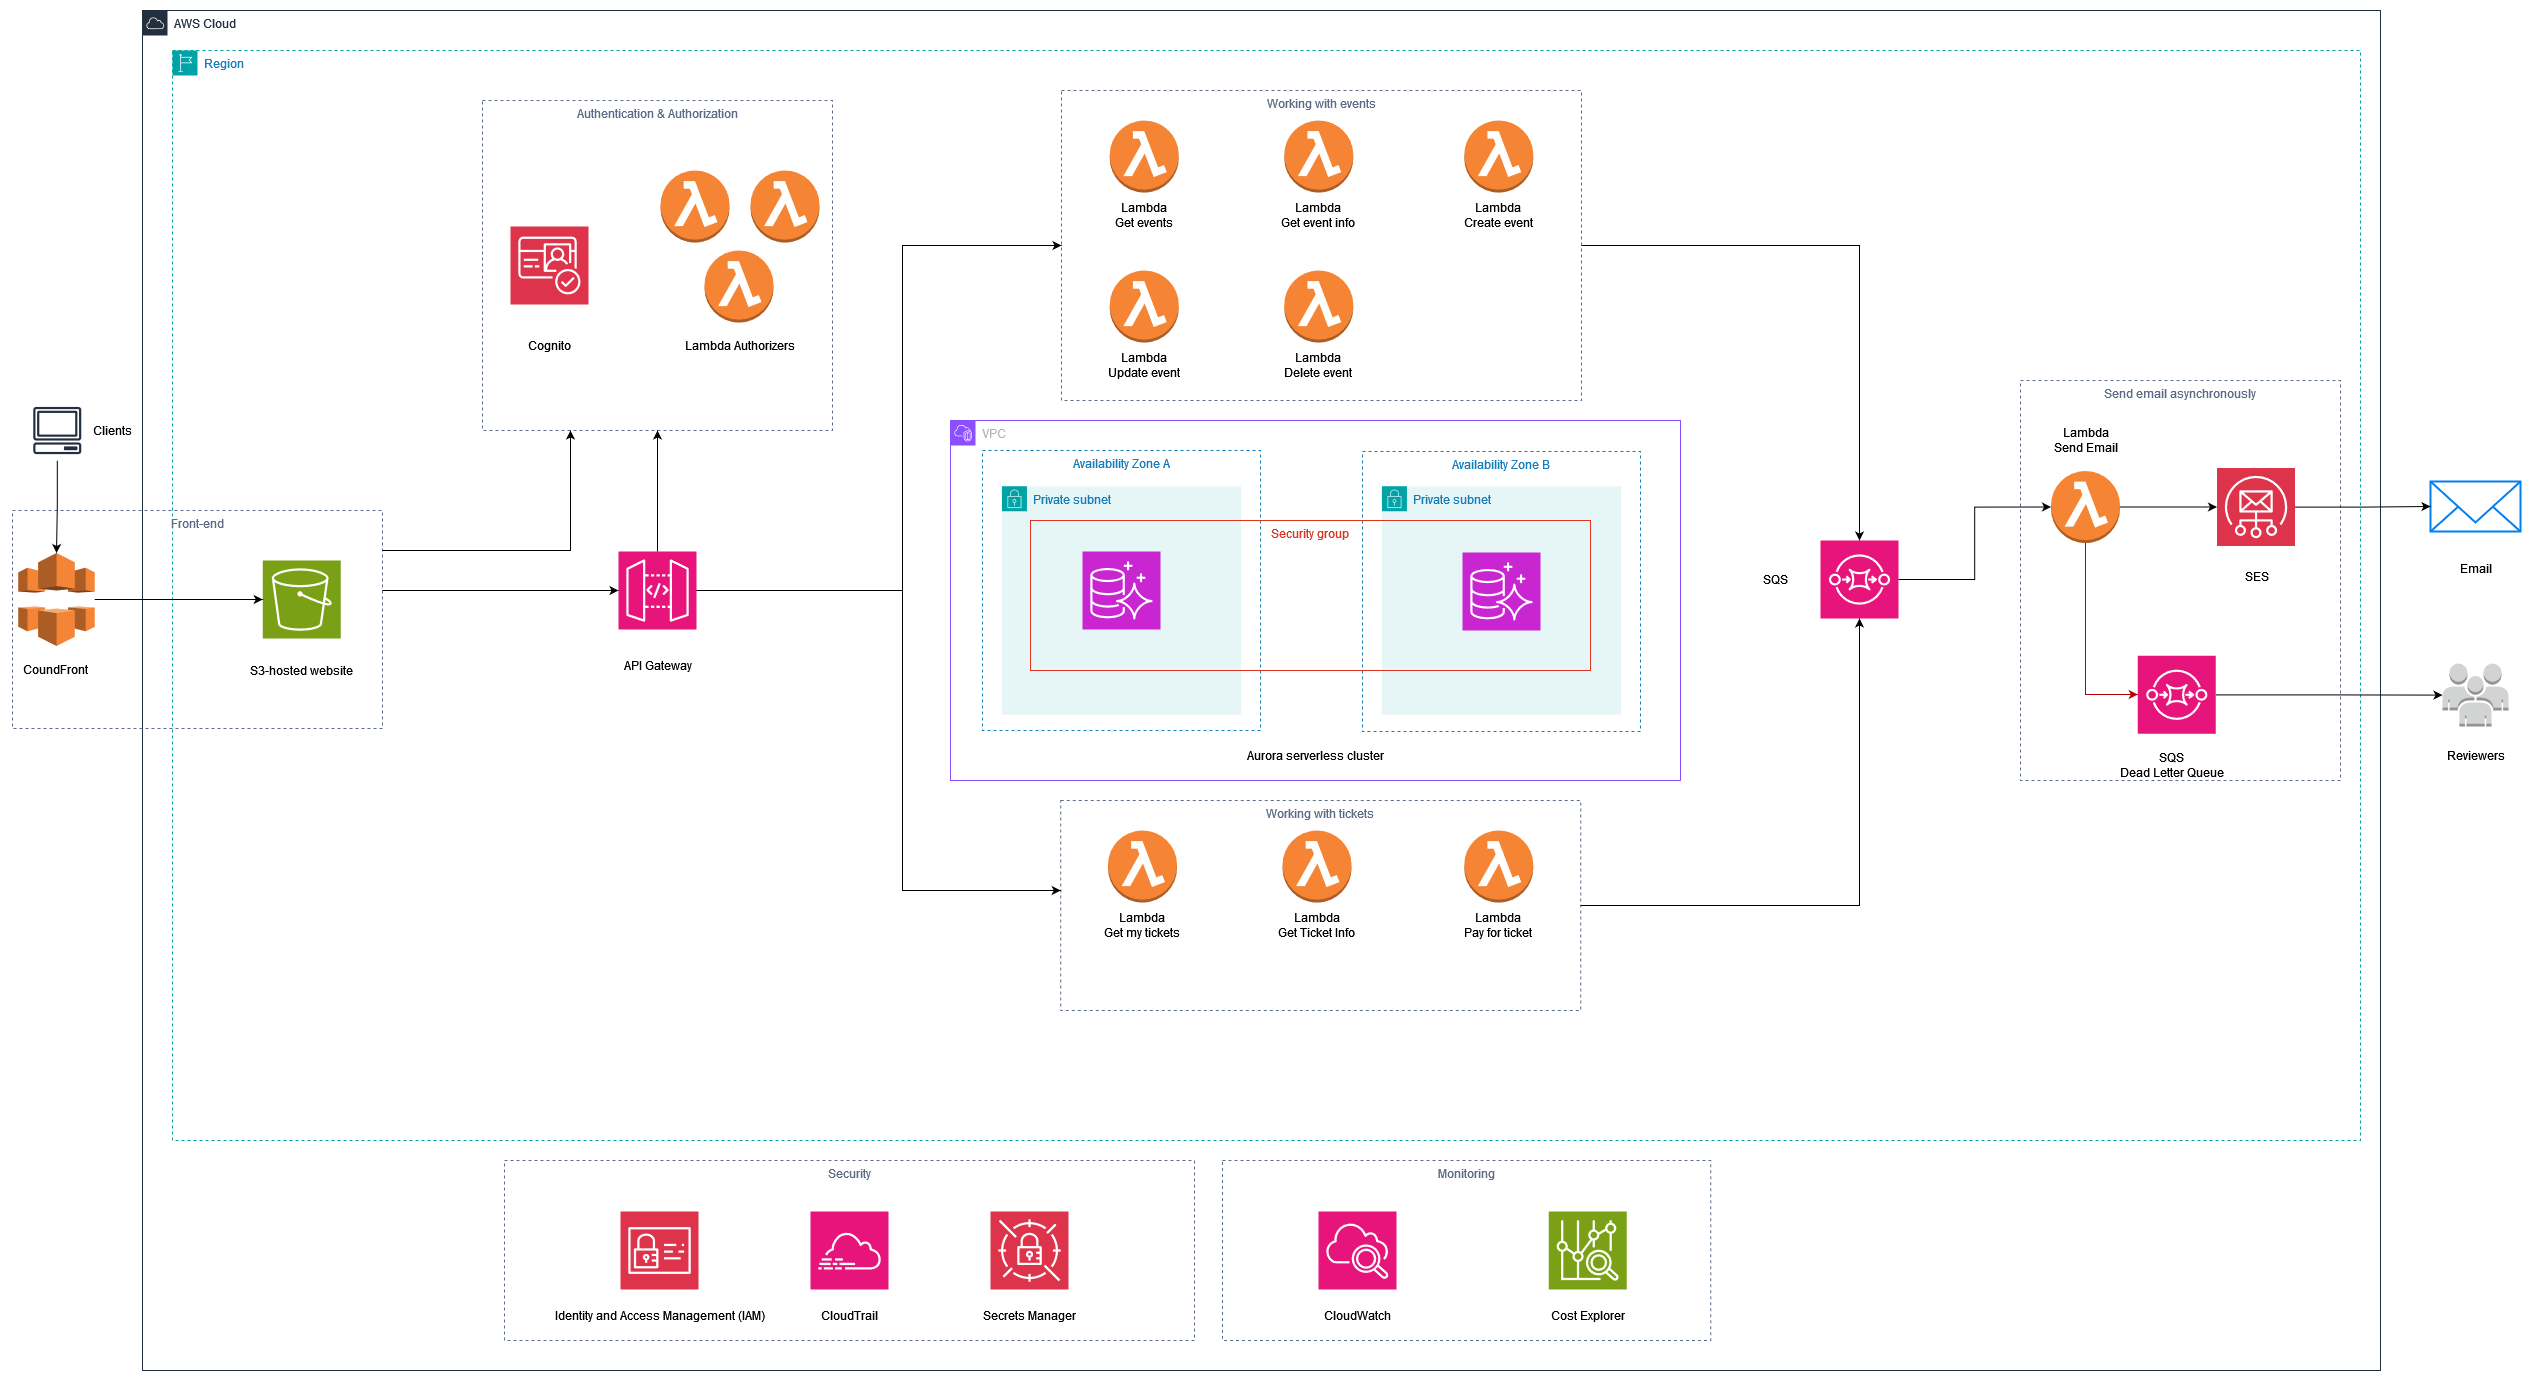 AWS Cloud
Region
Authentication & Authorization
Cognito
Lambda Authorizers
Working with events
Lambda
Get events
Lambda
Get event info
Lambda
Create event
Lambda
Update event
Lambda
Delete event
Clients
Front-end
CoundFront
S3-hosted website
API Gateway
VPC
Availability Zone A
Private subnet
Availability Zone B
Private subnet
Security group
Aurora serverless cluster
Working with tickets
Lambda
Get my tickets
Lambda
Get Ticket Info
Lambda
Pay for ticket
SQS
Send email asynchronously
Lambda
Send Email
SES
SQS
Dead Letter Queue
Email
Reviewers
Security
Identity and Access Management (IAM)
CloudTrail
Secrets Manager
Monitoring
CloudWatch
Cost Explorer